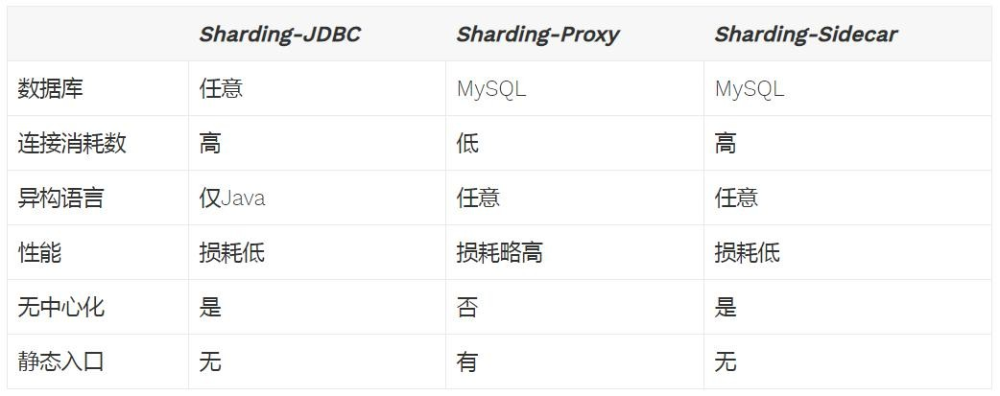 Sharding-JDBC Sharding-Proxy Sharding-Sidecar
数据库 任意 MySQL MySQL
连接消耗数 高 低 高
异构语言 仅Java 任意 任意
性能 损耗低 损耗略高 损耗低
无中心化 是 否 是
静态入口 无 有 无